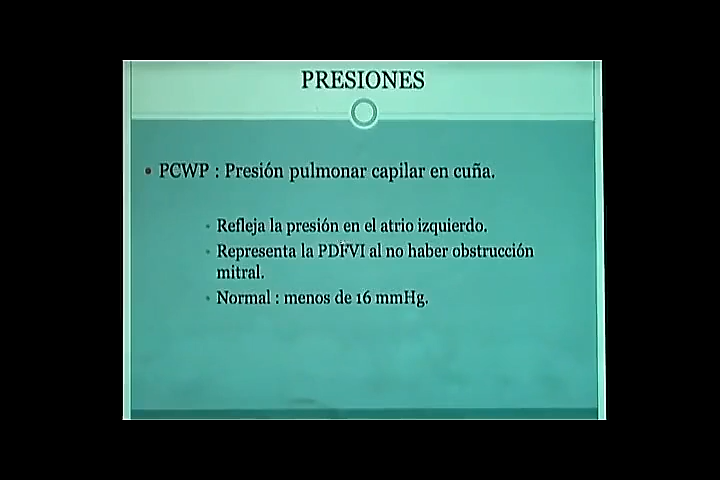 PRESIONES
• PCWP : Presión pulmonar capilar en cuña.
• Refleja la presión en el atrio izquierdo.
• Representa la PDFVI al no haber obstrucción
mitral.
• Normal : menos de 16 mmHg.